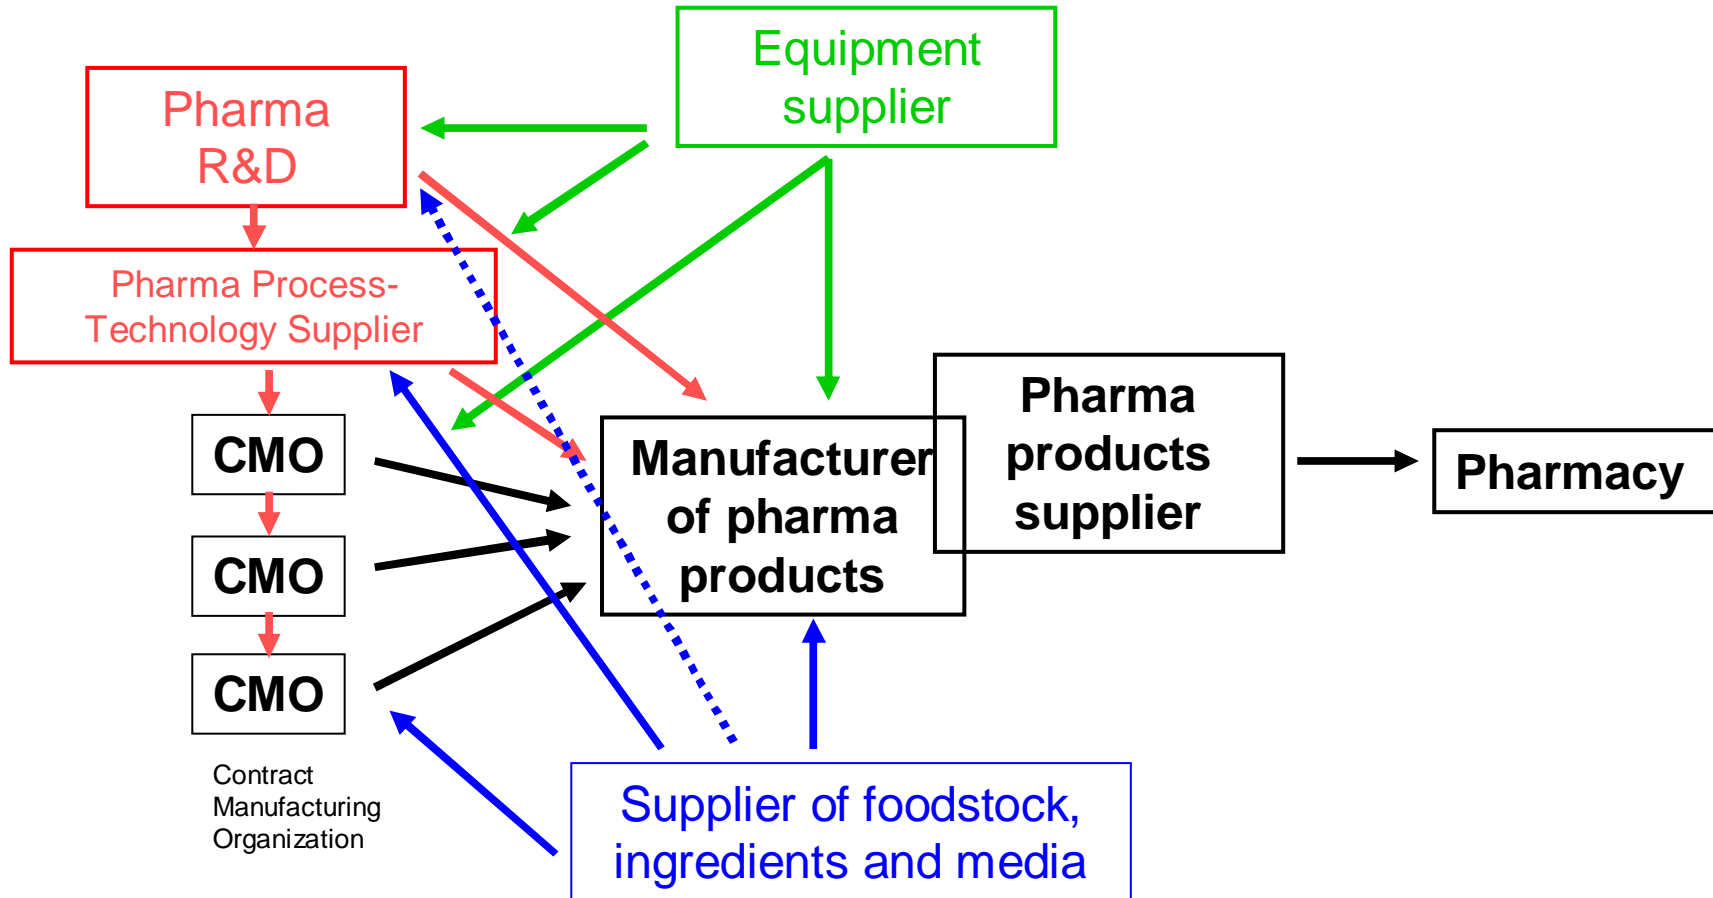 Equipment
supplier
Pharma
R&D
Pharma Process-
Technology Supplier
CMO
CMO
CMO
Contract
Manufacturing
Organization
Manufacturer
of pharma
products
Pharma
products
supplier
Pharmacy
Supplier of foodstock,
ingredients and media